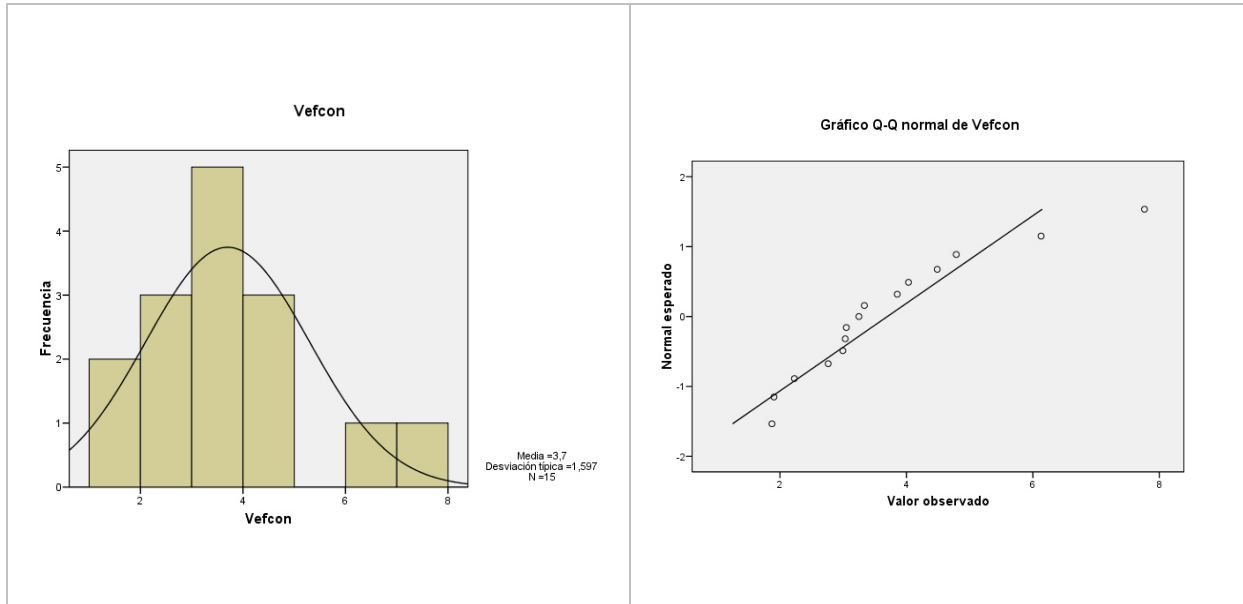 Vefcon
5
4
3
2
1
0
Frecuencia
2
4
6
8
Vefcon
Media =3,7
Desviación típica =1,597
N =15
Gráfico Q-Q normal de Vefcon
2
1
0
-1
-2
Normal esperado
2
4
6
8
Valor observado